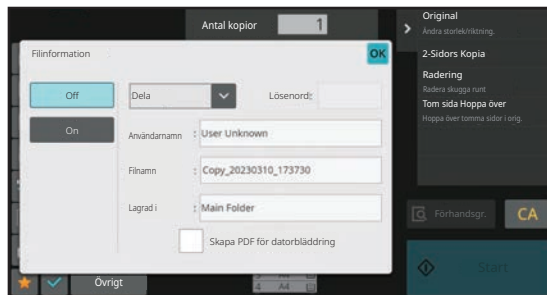 Antal kopior 1
Filinformation
OK
Off
On
Dela
Lösenord:
Användarnamn : User Unknown
Filnamn : Copy_20230310_173730
Lagrad i : Main Folder
Skapa PDF för datorbläddring
Övrigt
4 A4
Original
Ändra storlek/riktning.
2-Sidors Kopia
Radering
Radera skugga runt
Tom sida Hoppa över
Hoppa över tomma sidor i orig.
Förhandsgr.
CA
Start